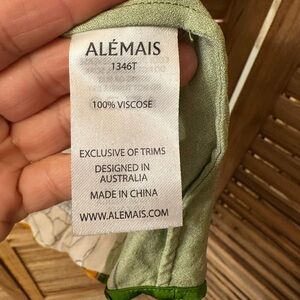 ALÉMAIS
1346T
100% VISCOSE
EXCLUSIVE OF TRIMS
DESIGNED IN
AUSTRALIA
MADE IN CHINA
WWW.ALEMAIS.COM